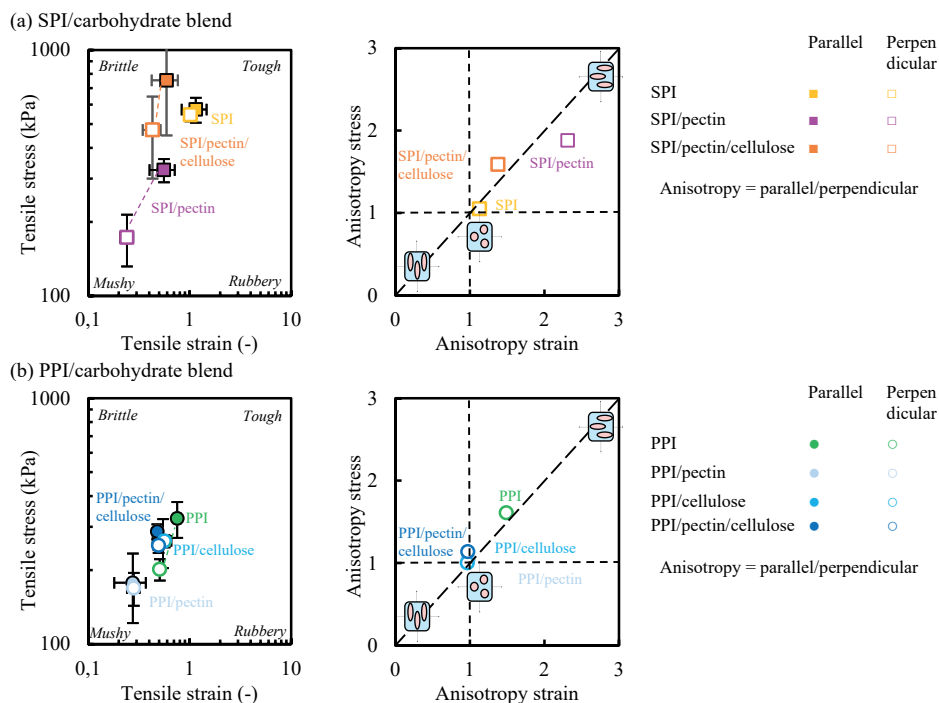 (a) SPI/carbohydrate blend
1000
Brittle
Tough
SPI
SPI/pectin/
cellulose
SPI/pectin
Mushy
Rubbery
100
0,1
1
10
Tensile stress (kPa)
Tensile strain (-)
3
2
1
0
SPI/pectin/
cellulose
SPI/pectin
SPI
0
1
2
3
Anisotropy stress
Anisotropy strain
Parallel
Perpen
dicular
SPI
SPI/pectin
SPI/pectin/cellulose
Anisotropy = parallel/perpendicular
(b) PPI/carbohydrate blend
1000
Brittle
Tough
PPI/pectin/
cellulose
PPI
PPI/cellulose
PPI/pectin
Mushy
Rubbery
100
0,1
1
10
Tensile stress (kPa)
Tensile strain (-)
3
2
1
0
PPI
PPI/pectin/
cellulose
PPI/cellulose
PPI/pectin
0
1
2
3
Anisotropy stress
Anisotropy strain
Parallel
Perpen
dicular
PPI
PPI/pectin
PPI/cellulose
PPI/pectin/cellulose
Anisotropy = parallel/perpendicular